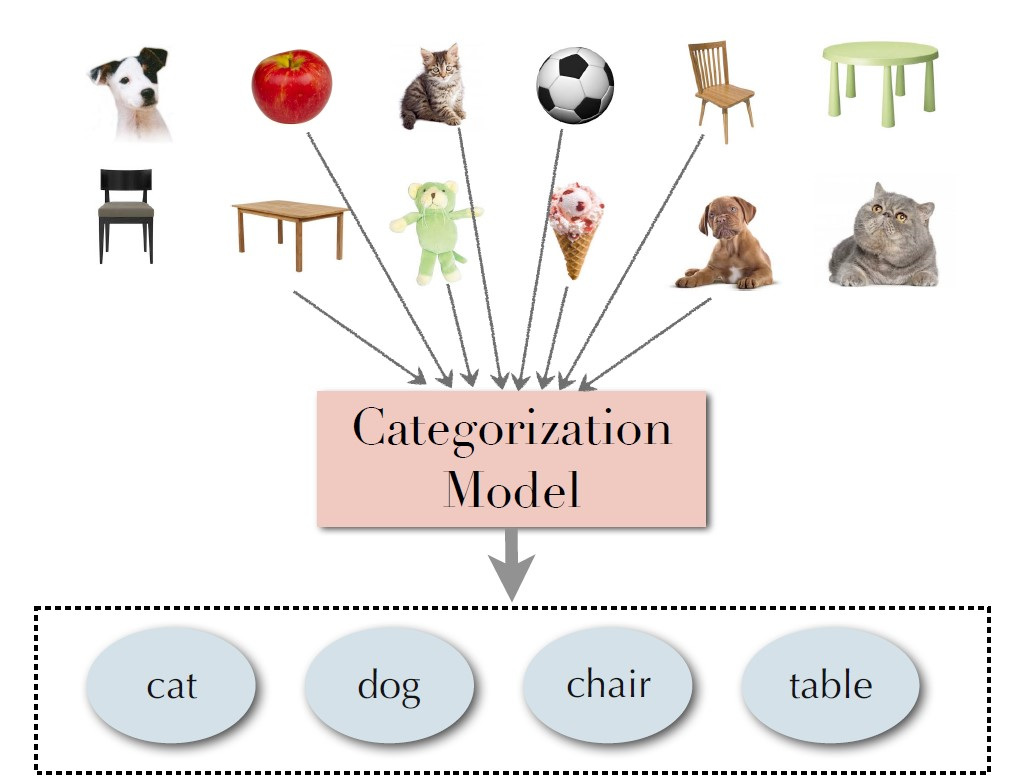 Categorization
Model
cat
dog
chair
table